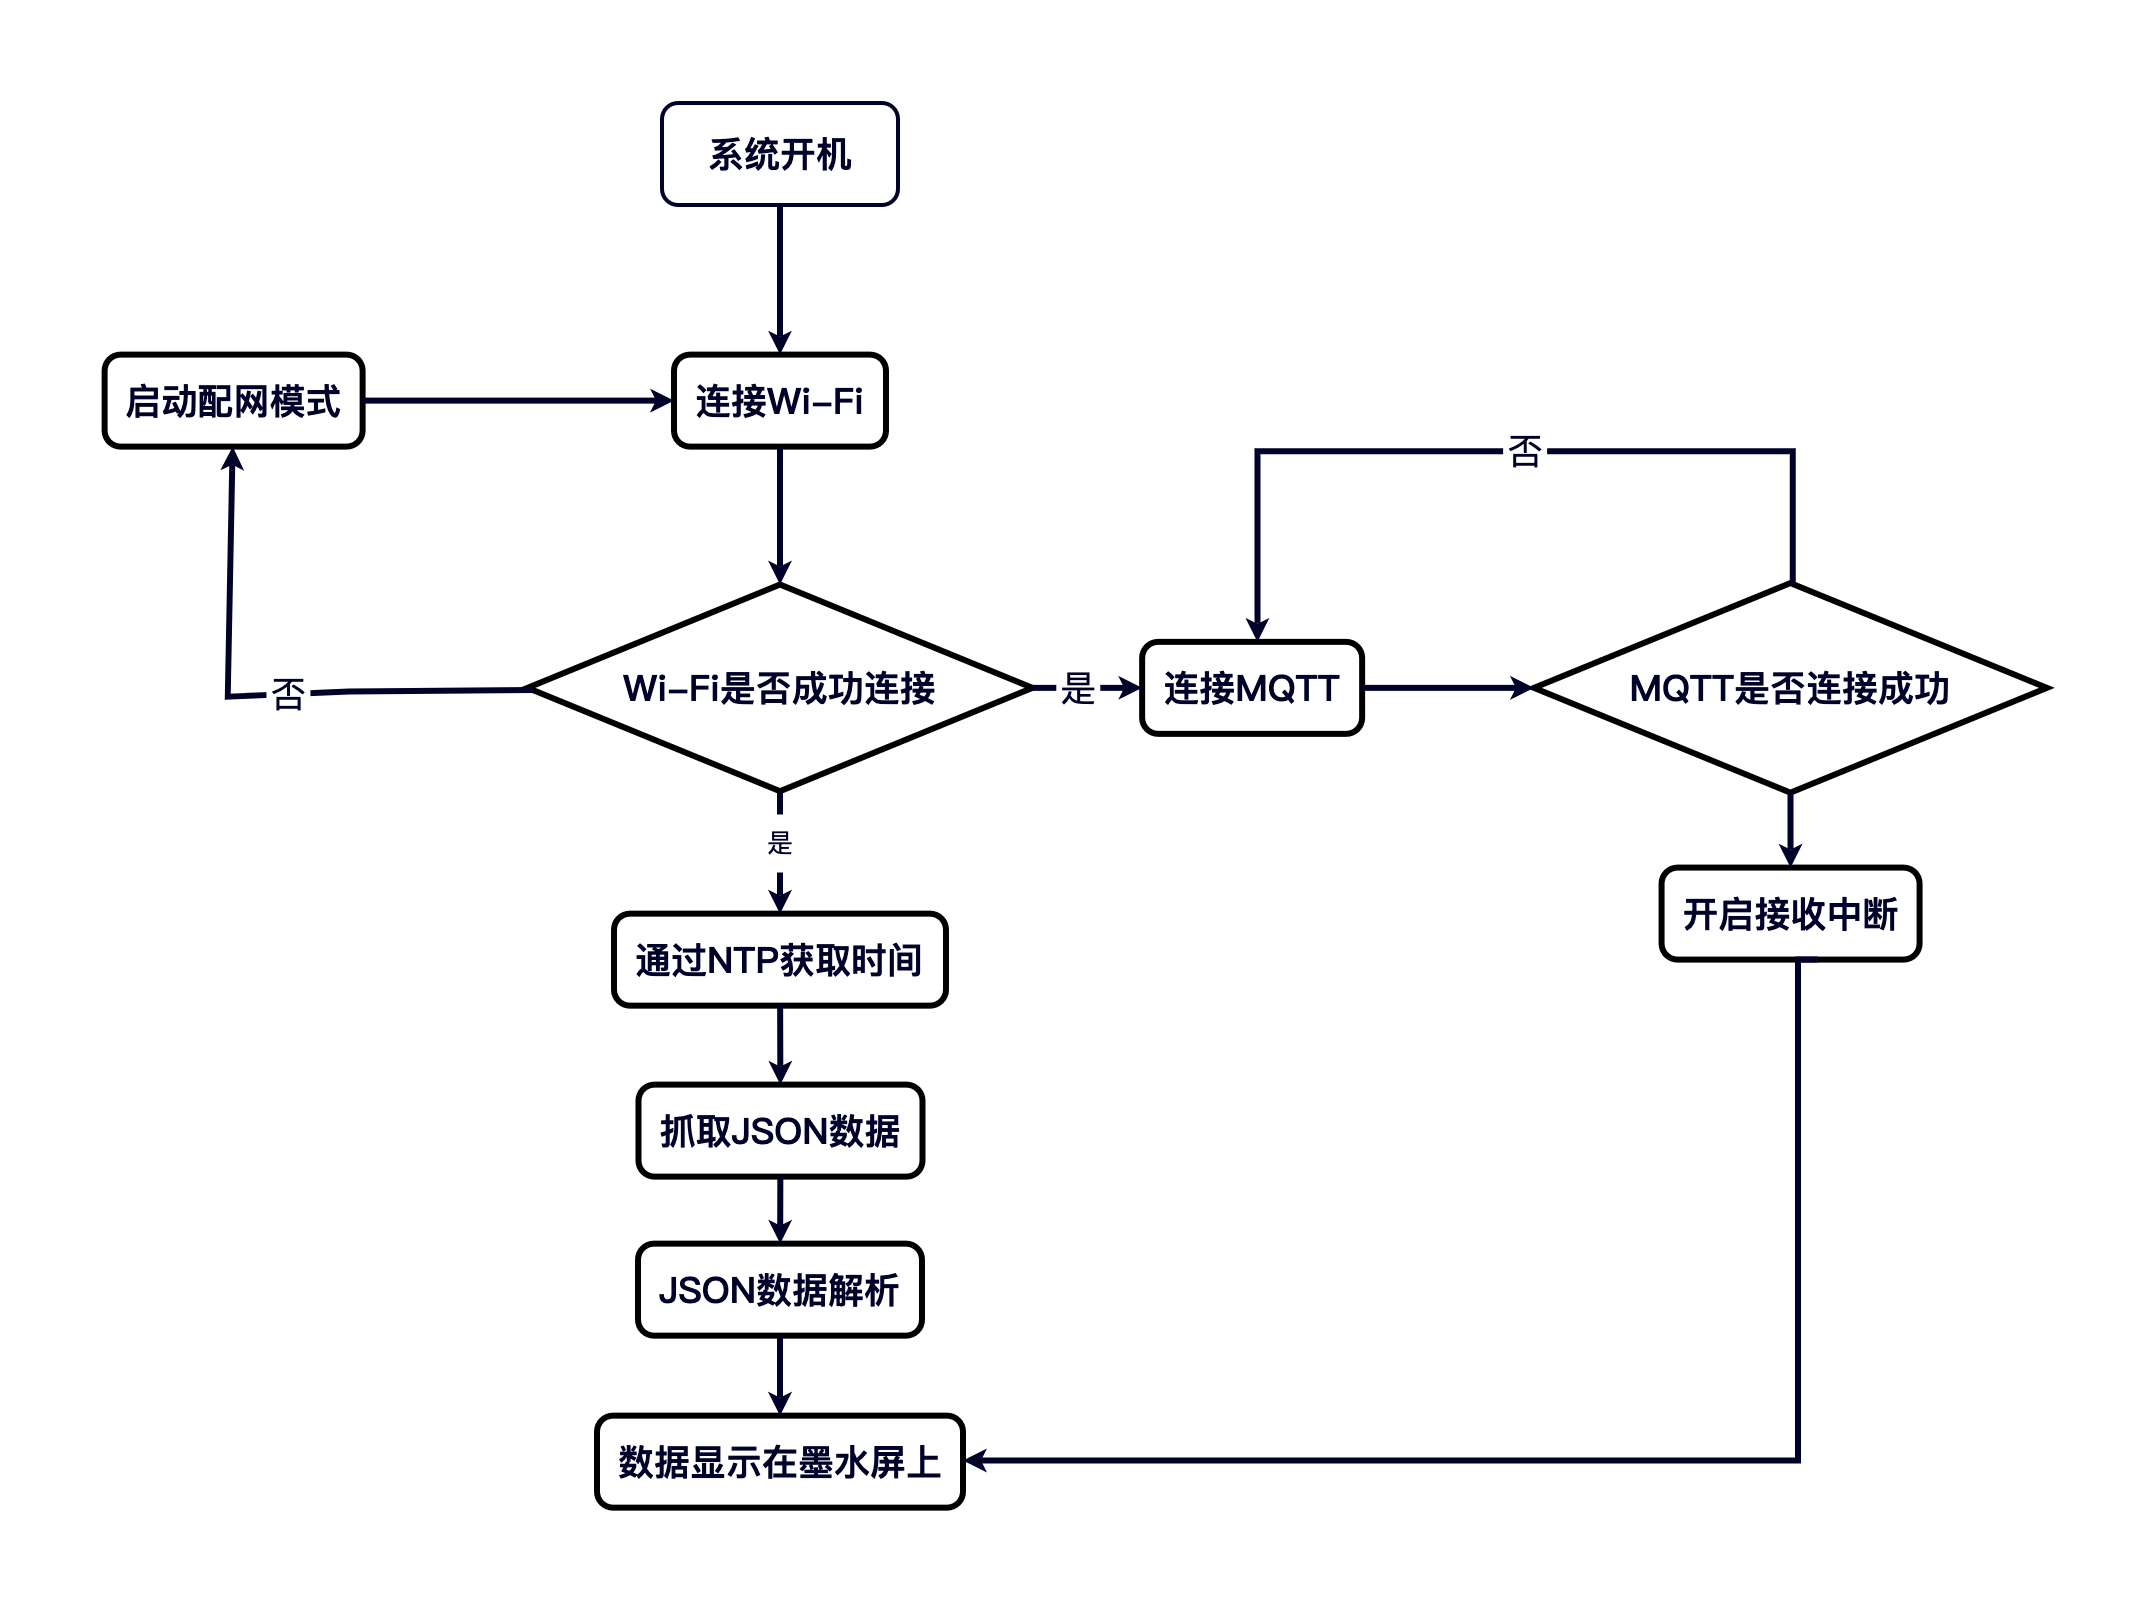 系统开机
启动配网模式
连接Wi-Fi
否
否
Wi-Fi是否成功连接
是
连接MQTT
MQTT是否连接成功
是
开启接收中断
通过NTP获取时间
抓取JSON数据
JSON数据解析
数据显示在墨水屏上